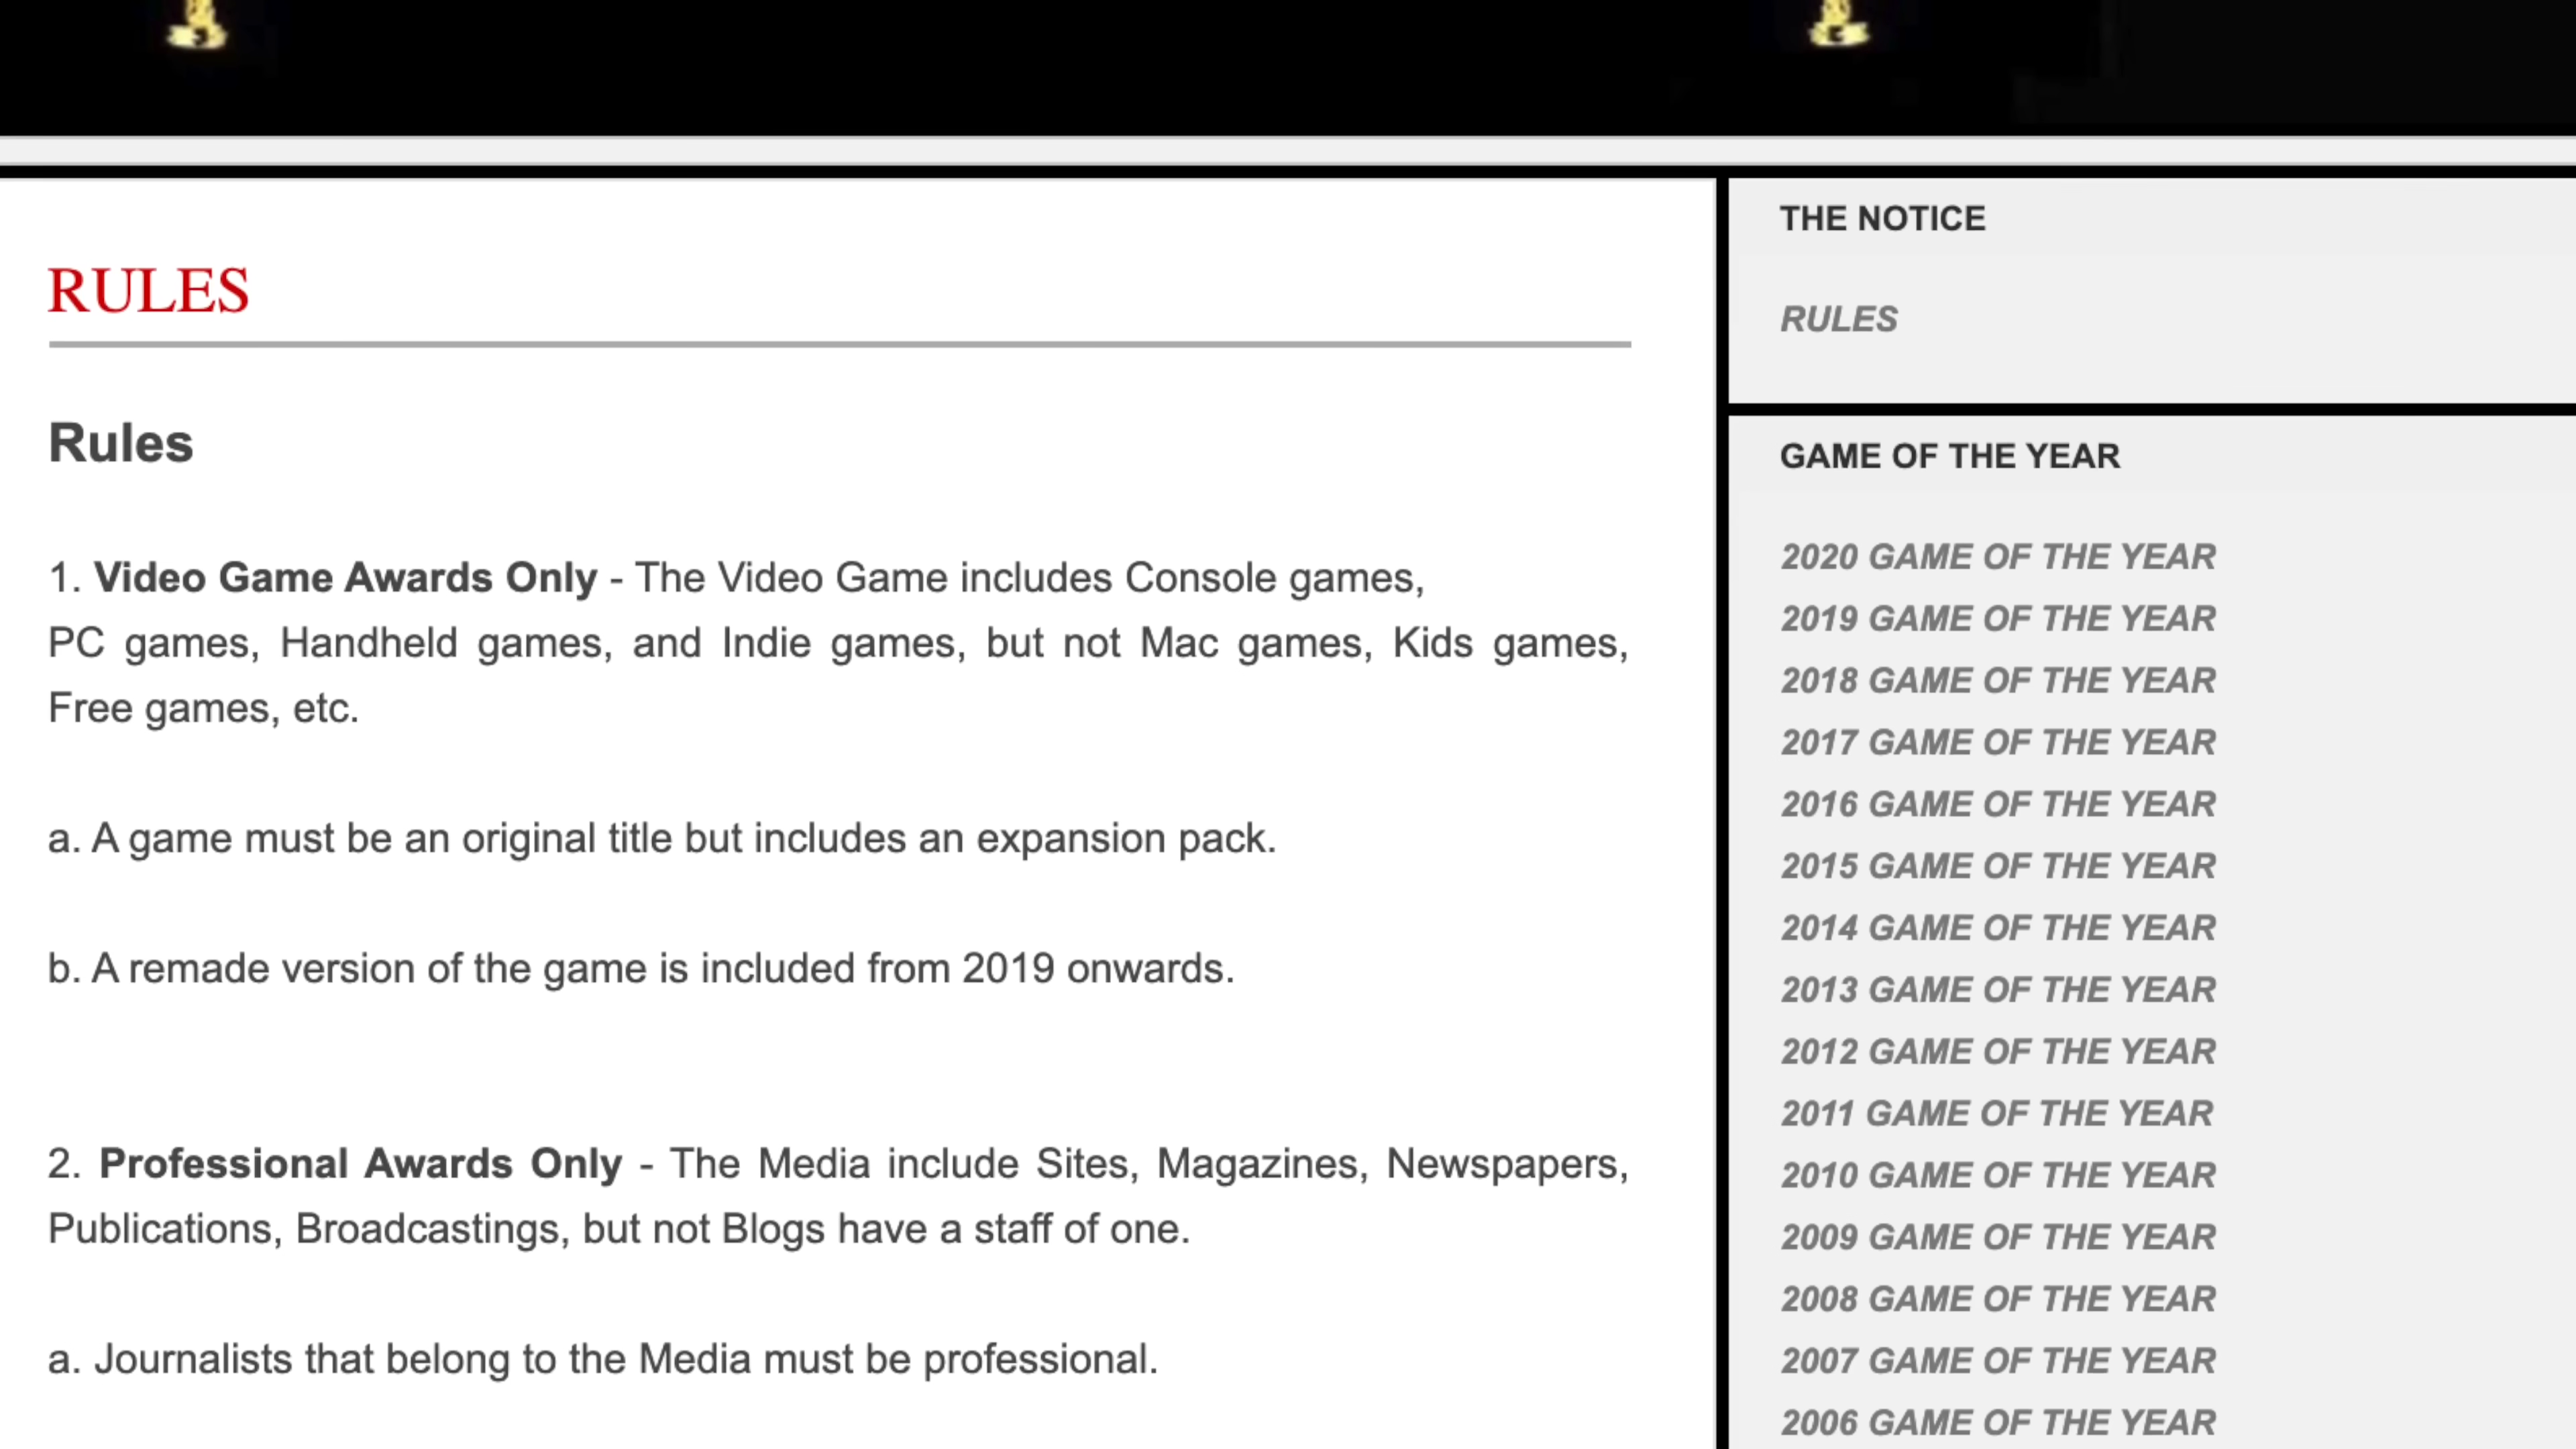 RULES
Rules
1. Video Game Awards Only - The Video Game includes Console games,
PC games, Handheld games, and Indie games, but not Mac games, Kids games,
Free games, etc.
a. A game must be an original title but includes an expansion pack.
b. A remade version of the game is included from 2019 onwards.
2. Professional Awards Only - The Media include Sites, Magazines, Newspapers,
Publications, Broadcastings, but not Blogs have a staff of one.
a. Journalists that belong to the Media must be professional.
THE NOTICE
RULES
GAME OF THE YEAR
2020 GAME OF THE YEAR
2019 GAME OF THE YEAR
2018 GAME OF THE YEAR
2017 GAME OF THE YEAR
2016 GAME OF THE YEAR
2015 GAME OF THE YEAR
2014 GAME OF THE YEAR
2013 GAME OF THE YEAR
2012 GAME OF THE YEAR
2011 GAME OF THE YEAR
2010 GAME OF THE YEAR
2009 GAME OF THE YEAR
2008 GAME OF THE YEAR
2007 GAME OF THE YEAR
2006 GAME OF THE YEAR